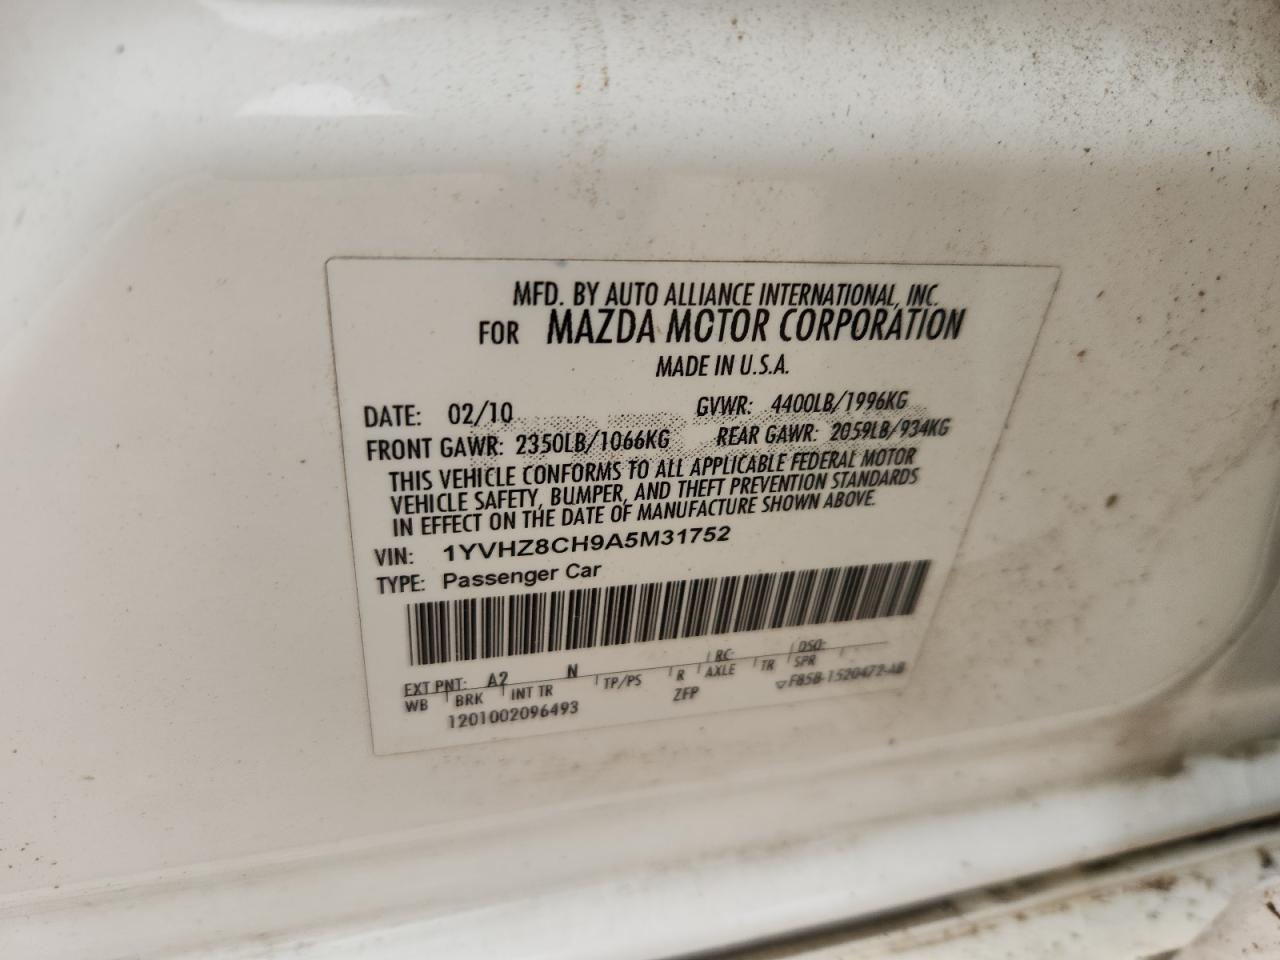 MFD. BY AUTO ALLIANCE INTERNATIONAL, INC.
FOR MAZDA MOTOR CORPORATION
MADE IN U.S.A.
DATE: 02/10 GVWR: 4400LB/1996KG
FRONT GAWR: 2350LB/1066KG REAR GAWR: 2059LB/934KG
THIS VEHICLE CONFORMS TO ALL APPLICABLE FEDERAL MOTOR
VEHICLE SAFETY, BUMPER, AND THEFT PREVENTION STANDARDS
IN EFFECT ON THE DATE OF MANUFACTURE SHOWN ABOVE.
VIN: 1YVHZ8CH9A5M31752
TYPE: Passenger Car
EXT PNT: A2 N RC: DSO:
WB BRK INT TR TP/PS R AXLE TR SPR
1201002096493 ZFP F85B-1520472-AB